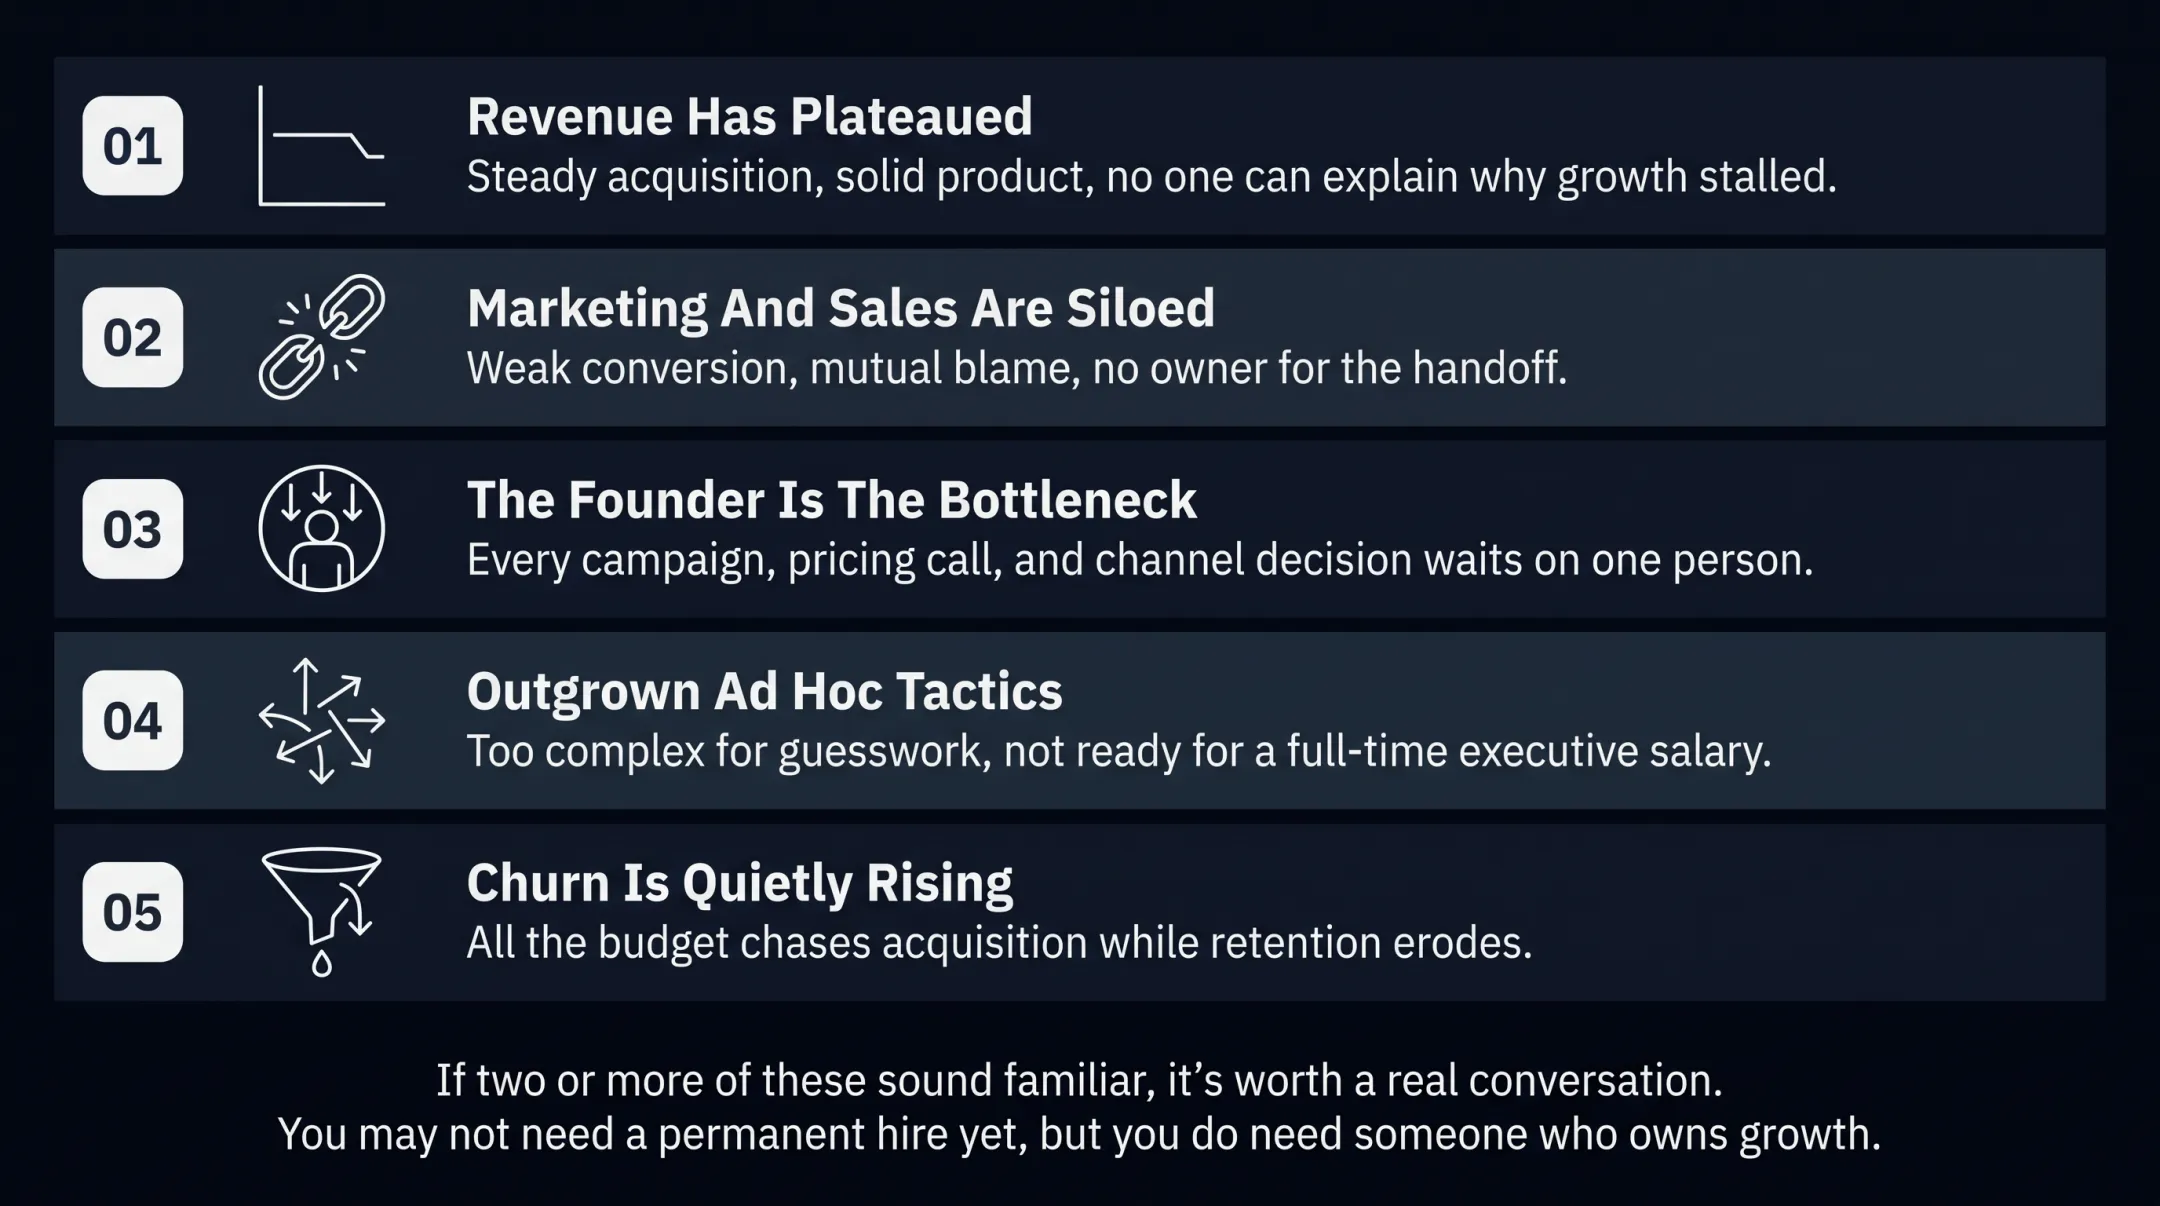 01
Revenue Has Plateaued
Steady acquisition, solid product, no one can explain why growth stalled.
02
Marketing And Sales Are Siloed
Weak conversion, mutual blame, no owner for the handoff.
03
The Founder Is The Bottleneck
Every campaign, pricing call, and channel decision waits on one person.
04
Outgrown Ad Hoc Tactics
Too complex for guesswork, not ready for a full-time executive salary.
05
Churn Is Quietly Rising
All the budget chases acquisition while retention erodes.
If two or more of these sound familiar, it’s worth a real conversation.
You may not need a permanent hire yet, but you do need someone who owns growth.